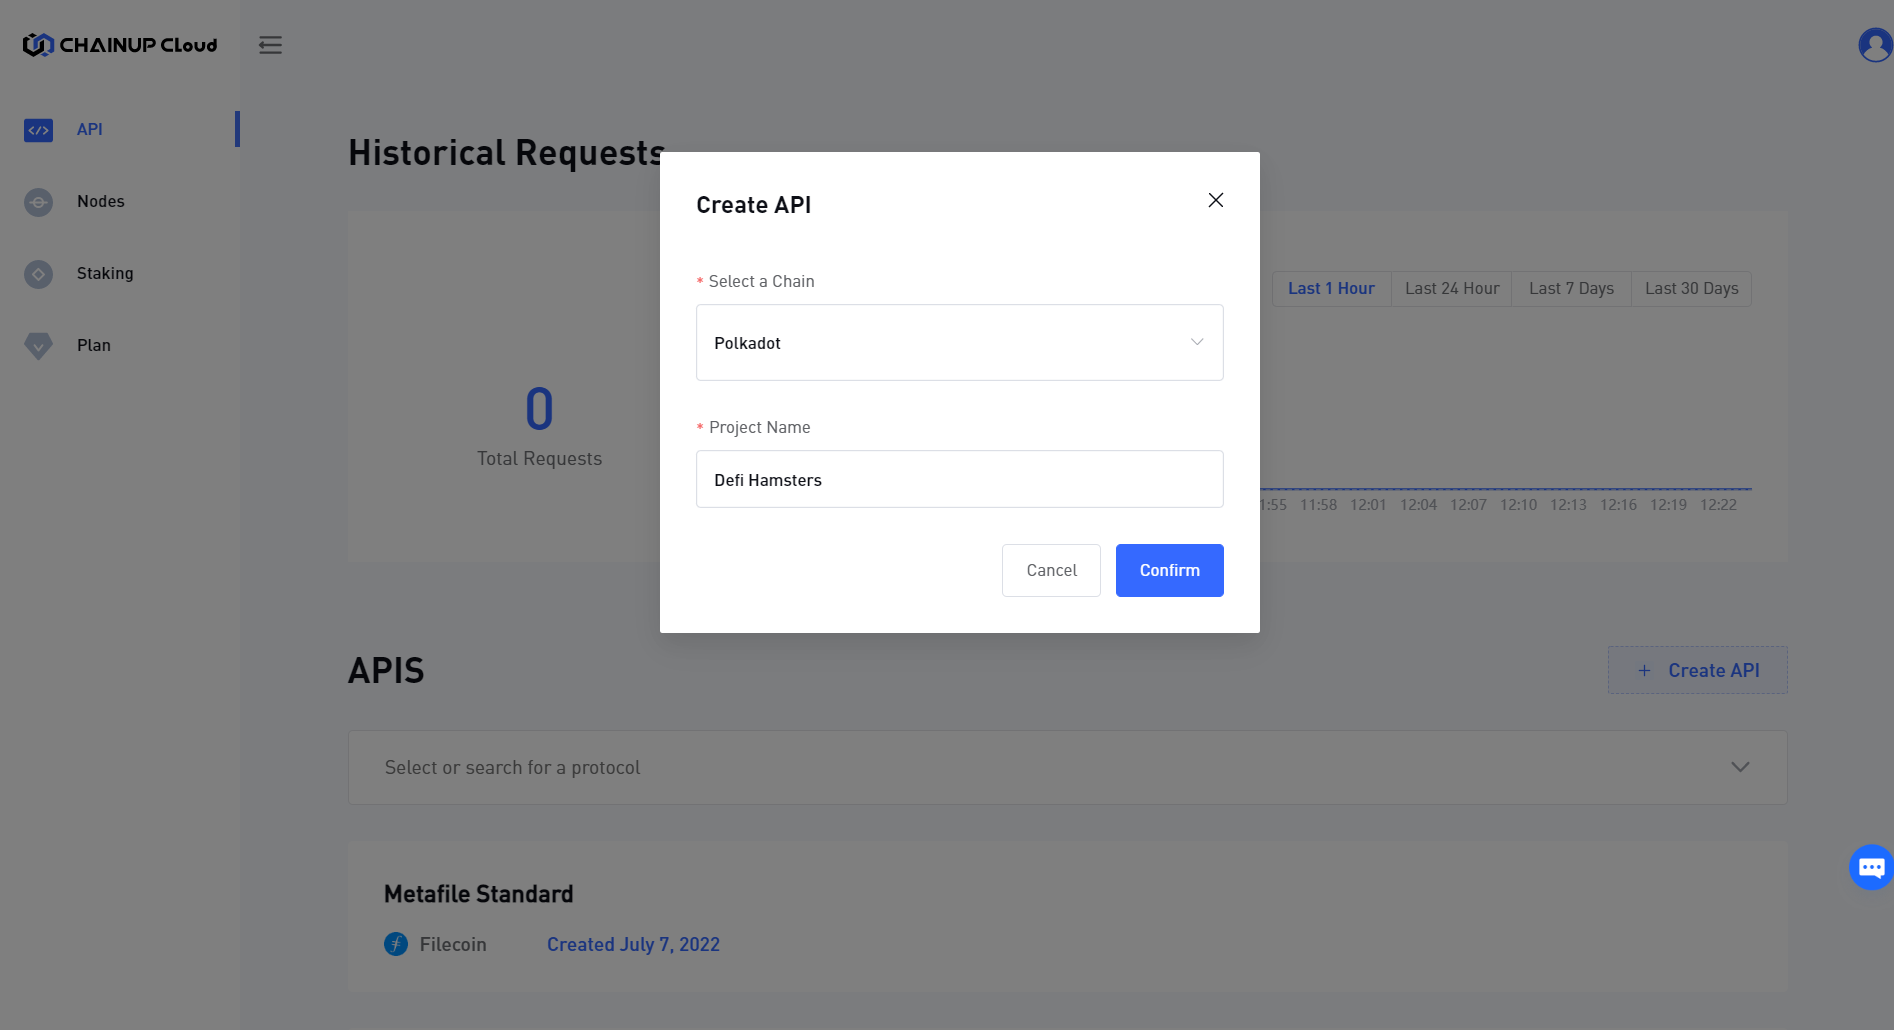 CHAINUP Cloud
API
Nodes
Staking
Plan
Historical Requests
0
Total Requests
Last 1 Hour Last 24 Hour Last 7 Days Last 30 Days
1:55 11:58 12:01 12:04 12:07 12:10 12:13 12:16 12:19 12:22
Create API
* Select a Chain
Polkadot
* Project Name
Defi Hamsters
Cancel Confirm
APIS
+ Create API
Select or search for a protocol
Metafile Standard
Filecoin Created July 7, 2022